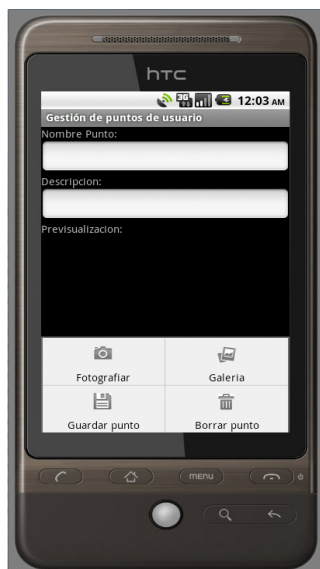 hTC
3G
12:03 AM
Gestión de puntos de usuario
Nombre Punto:
Descripcion:
Previsualizacion:
Fotografiar
Galeria
Guardar punto
Borrar punto
MENU